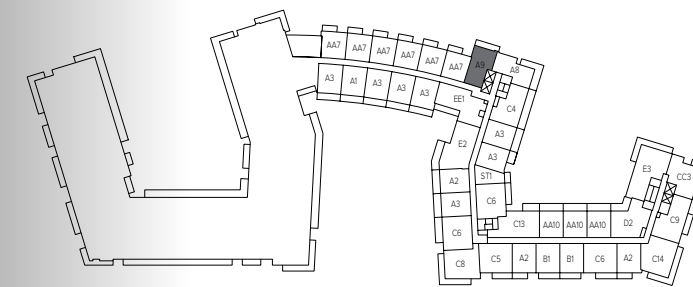 AA7 AA7 AA7 AA7 AA7 AA7 A9 A8
A3 A1 A3 A3 A3 EE1 C4
E2 A3
A3
A2 ST1
A3 C6
C6 C13 AA10 AA10 AA10 D2
E3 CC3
C9
C8 C5 A2 B1 B1 C6 A2 C14